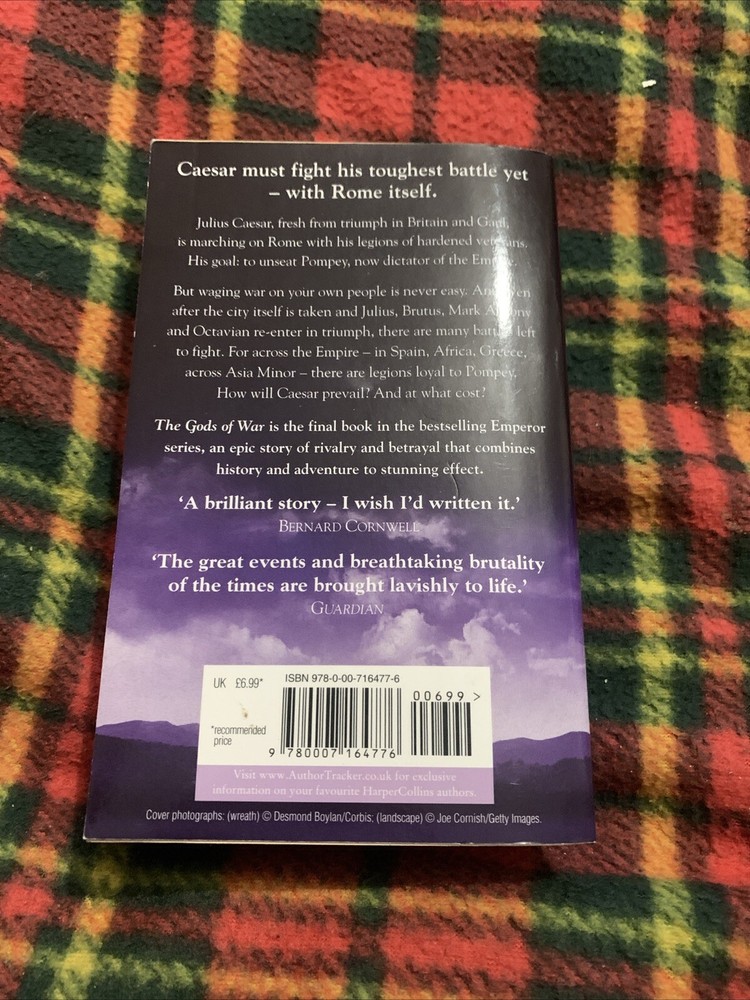 Caesar must fight his toughest battle yet
– with Rome itself.
Julius Caesar, fresh from triumph in Britain and Gaul,
is marching on Rome with his legions of hardened veterans.
His goal: to unseat Pompey, now dictator of the Empire.
But waging war on your own people is never easy. And even
after the city itself is taken and Julius, Brutus, Mark Antony
and Octavian re-enter in triumph, there are many battles left
to fight. For across the Empire – in Spain, Africa, Greece,
across Asia Minor – there are legions loyal to Pompey.
How will Caesar prevail? And at what cost?
The Gods of War is the final book in the bestselling Emperor
series, an epic story of rivalry and betrayal that combines
history and adventure to stunning effect.
‘A brilliant story – I wish I’d written it.’
BERNARD CORNWELL
‘The great events and breathtaking brutality
of the times are brought lavishly to life.’
GUARDIAN
UK £6.99*
ISBN 978-0-00-716477-6
00699 >
*recommended
price
9 780007 164776
Visit www.AuthorTracker.co.uk for exclusive
information on your favourite HarperCollins authors.
Cover photographs: (wreath) © Desmond Boylan/Corbis; (landscape) © Joe Cornish/Getty Images.